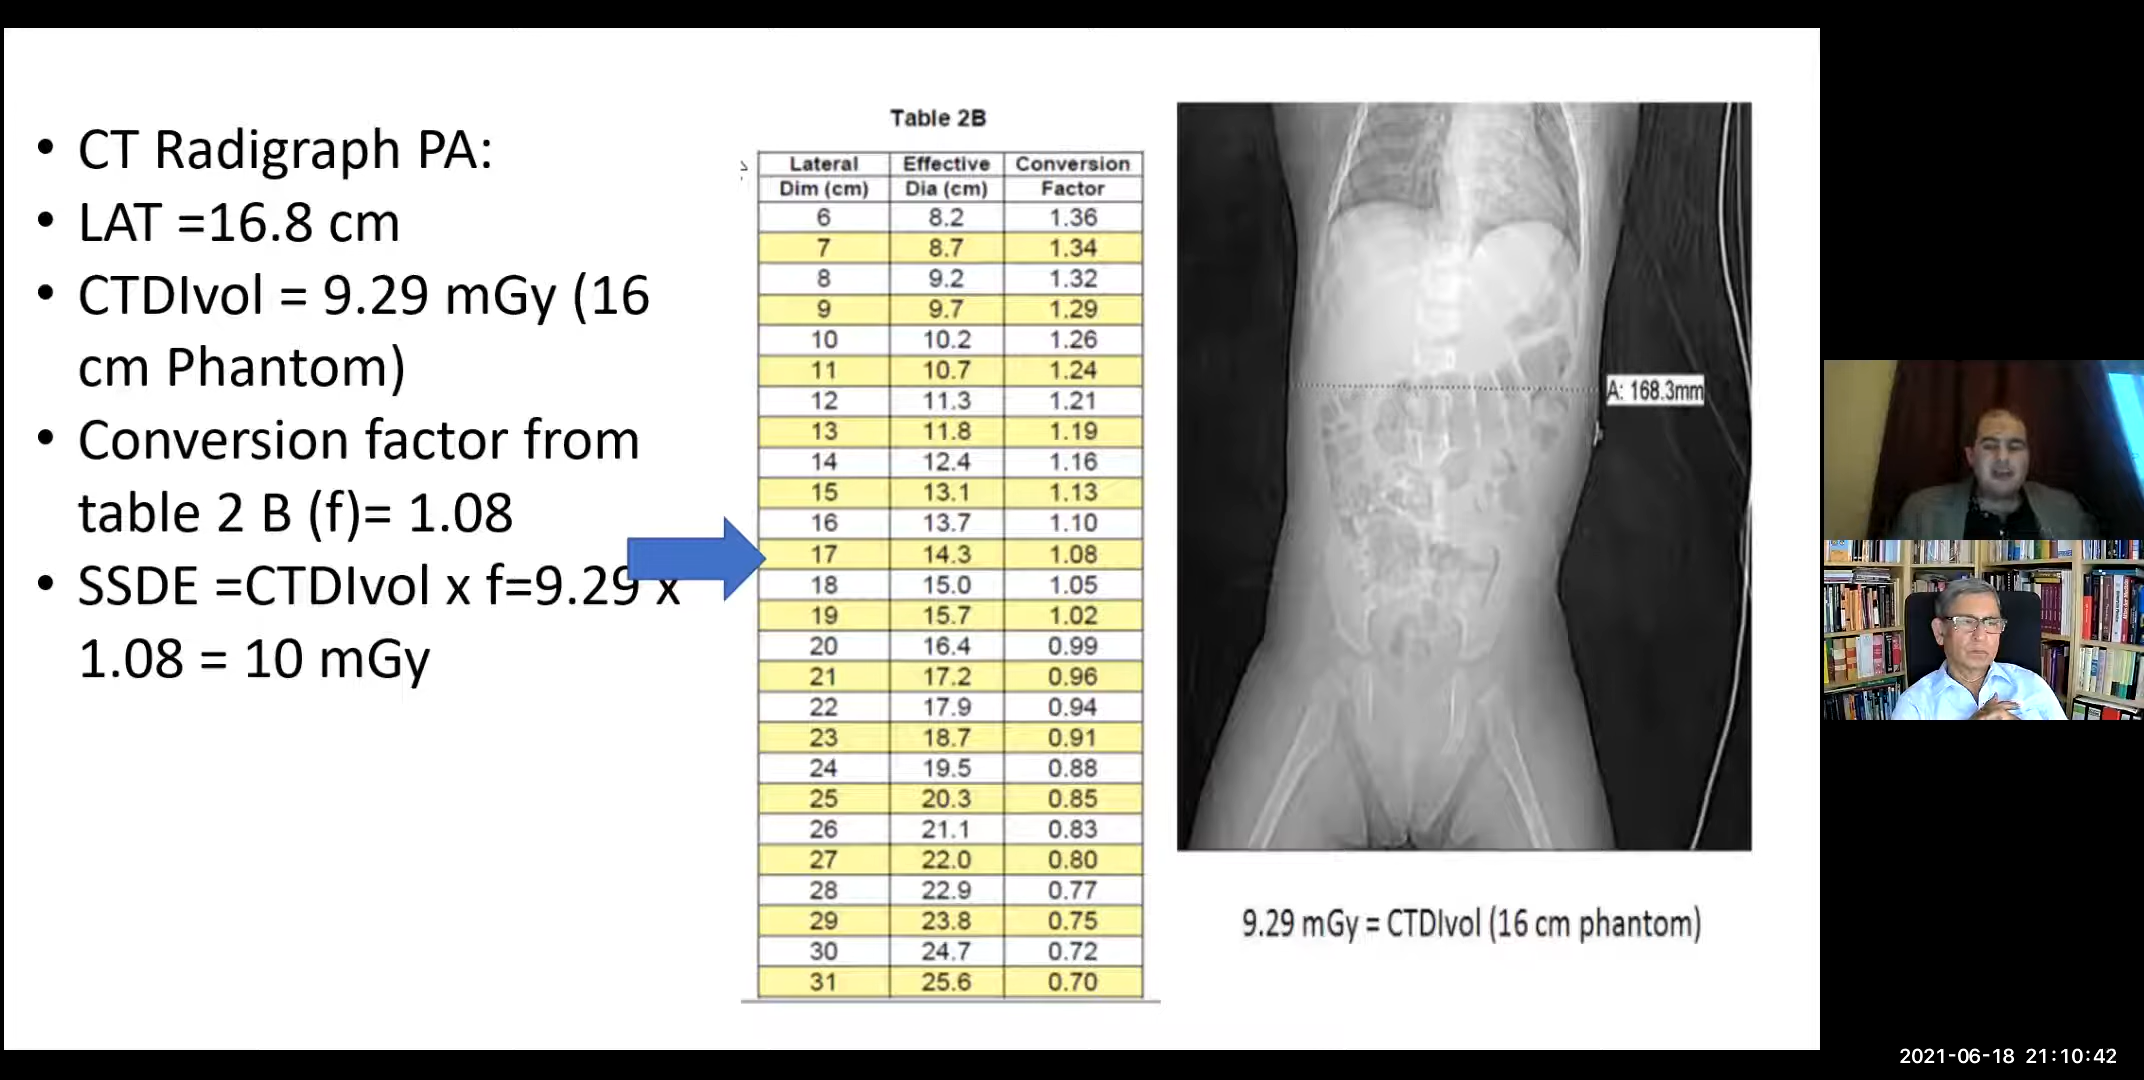 • CT Radigraph PA:
• LAT =16.8 cm
• CTDIvol = 9.29 mGy (16
cm Phantom)
• Conversion factor from
table 2 B (f)= 1.08
• SSDE =CTDIvol x f=9.29 x
1.08 = 10 mGy
Table 2B
Lateral Effective Conversion
Dim (cm) Dia (cm) Factor
6 8.2 1.36
7 8.7 1.34
8 9.2 1.32
9 9.7 1.29
10 10.2 1.26
11 10.7 1.24
12 11.3 1.21
13 11.8 1.19
14 12.4 1.16
15 13.1 1.13
16 13.7 1.10
17 14.3 1.08
18 15.0 1.05
19 15.7 1.02
20 16.4 0.99
21 17.2 0.96
22 17.9 0.94
23 18.7 0.91
24 19.5 0.88
25 20.3 0.85
26 21.1 0.83
27 22.0 0.80
28 22.9 0.77
29 23.8 0.75
30 24.7 0.72
31 25.6 0.70
A: 168.3mm
9.29 mGy = CTDIvol (16 cm phantom)
2021-06-18 21:10:42